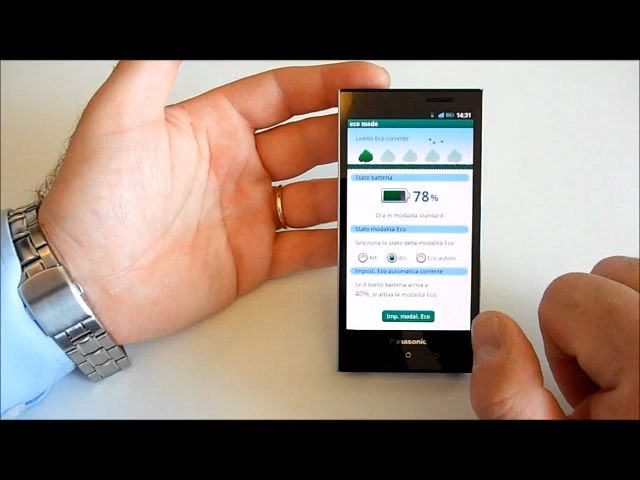 14:31
eco mode
Livello Eco corrente
Stato batteria
78%
Ora in modalità standard
Stato modalità Eco
Seleziona lo stato della modalità Eco
Att. dis. Eco autom.
Impost. Eco automatica corrente
Se il livello batteria arriva a
40%, si attiva la modalità Eco.
Imp. modal. Eco
Panasonic